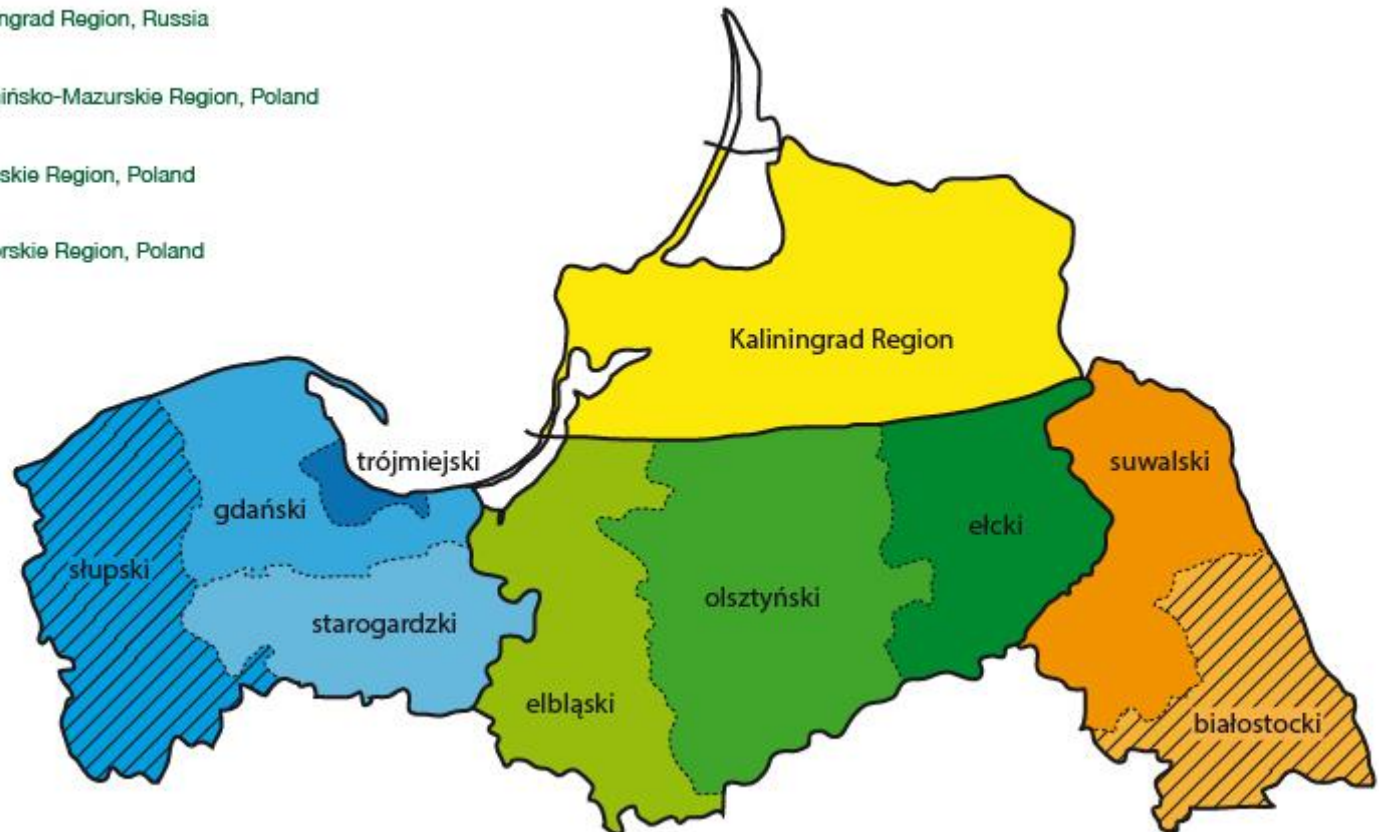 ngrad Region, Russia
ińsko-Mazurskie Region, Poland
skie Region, Poland
rskie Region, Poland
Kaliningrad Region
trójmiejski
suwalski
gdański
ełcki
słupski
olsztyński
starogardzki
elbląski
białostocki